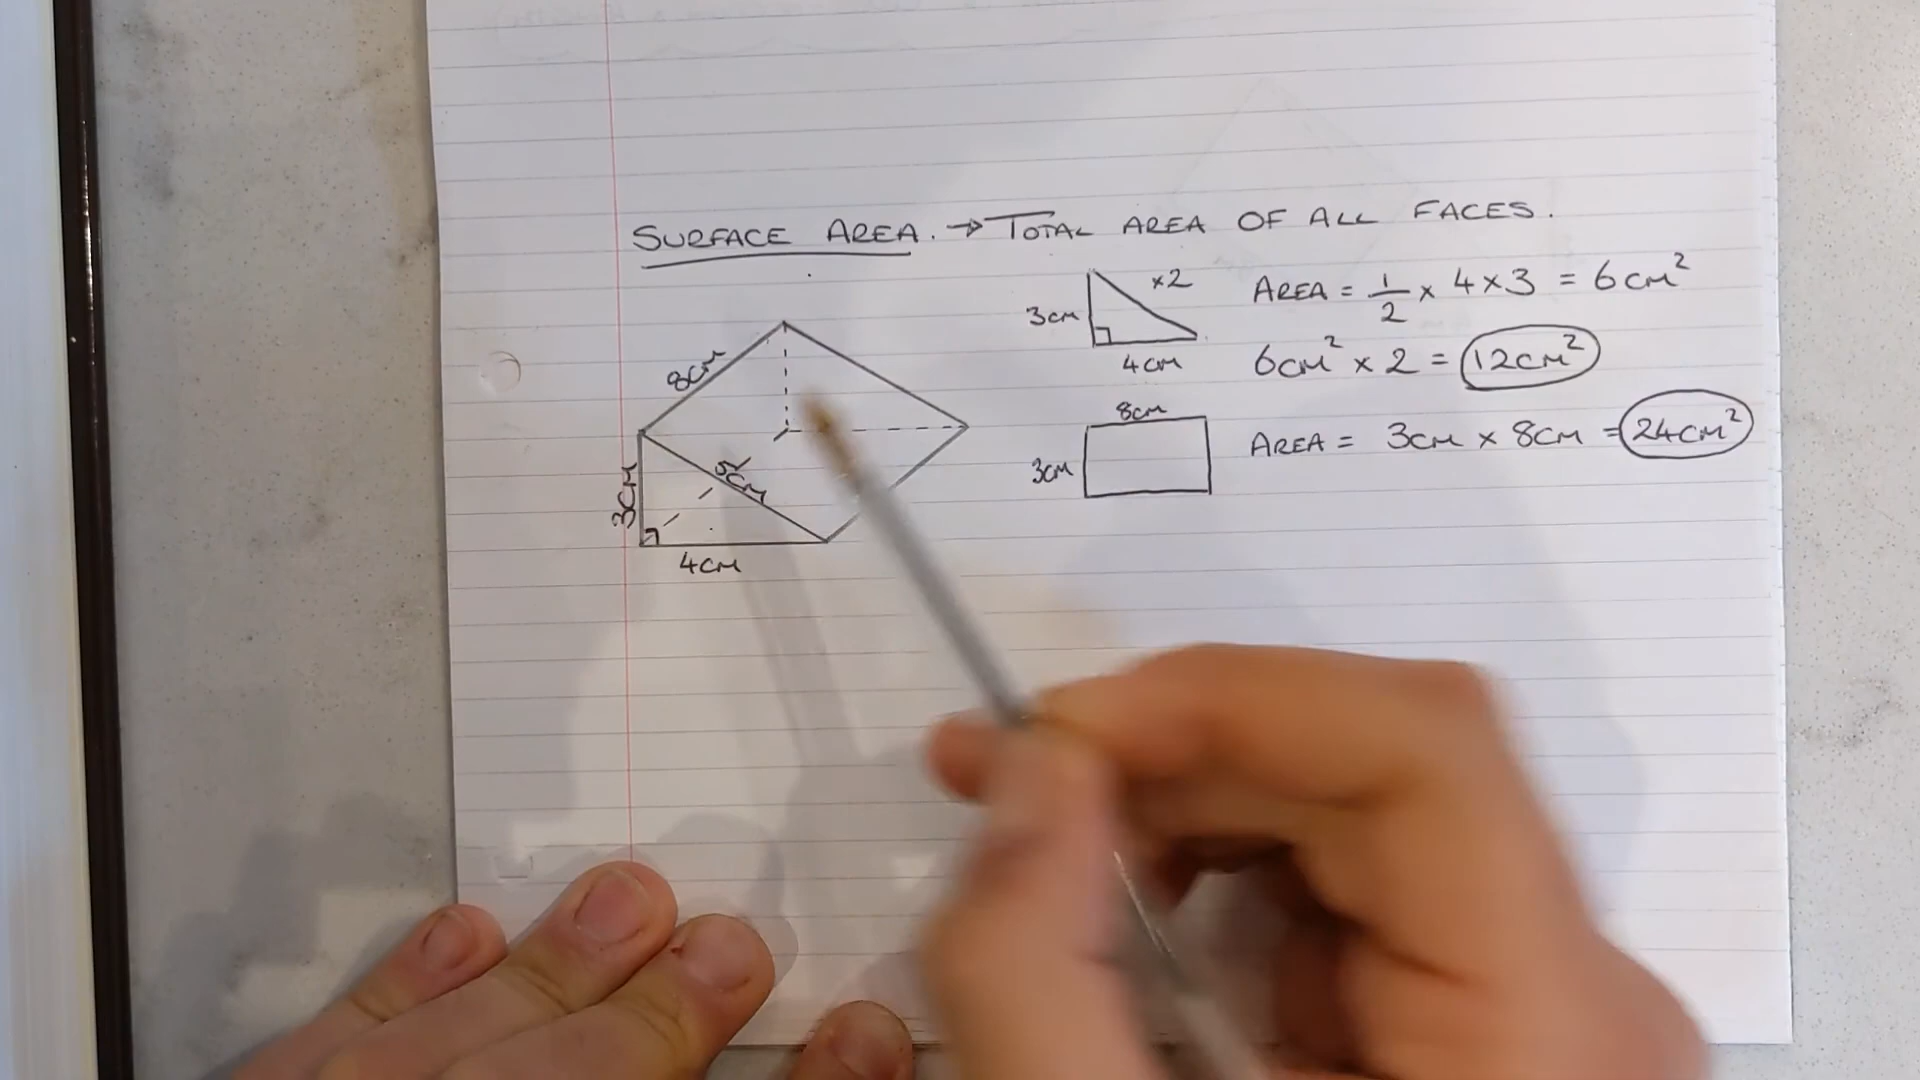 SURFACE AREA. → TOTAL AREA OF ALL FACES.
8cm
3cm
5cm
4cm
×2
3cm
4cm
AREA = 1/2 × 4×3 = 6cm²
6cm² × 2 = 12cm²
8cm
3cm
AREA = 3cm × 8cm = 24cm²